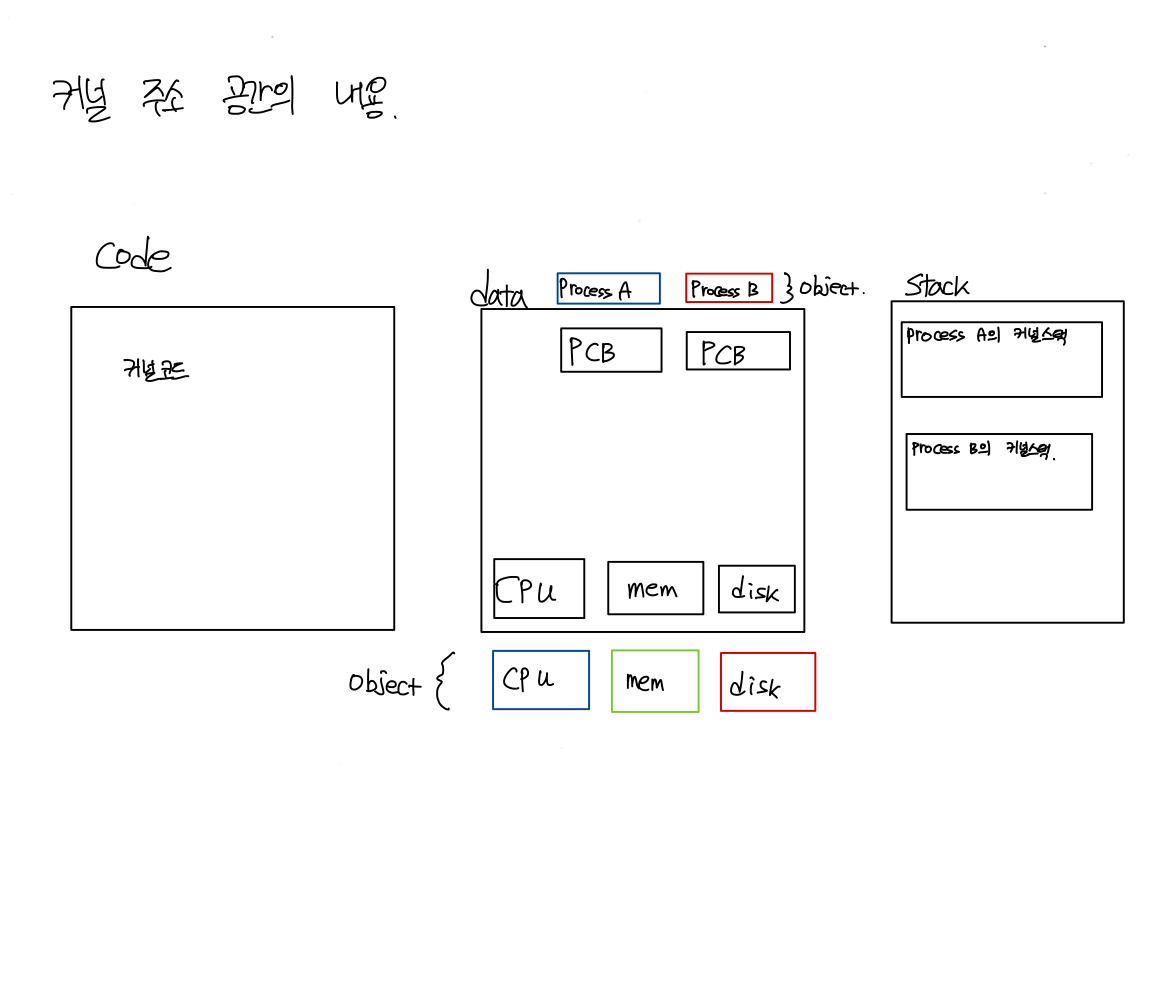 커널 주소 공간의 내용.
Code
커널코드
data
Process A
Process B
} Object.
PCB
PCB
CPU
mem
disk
Object {
CPU
mem
disk
Stack
Process A의 커널스택
Process B의 커널스택.